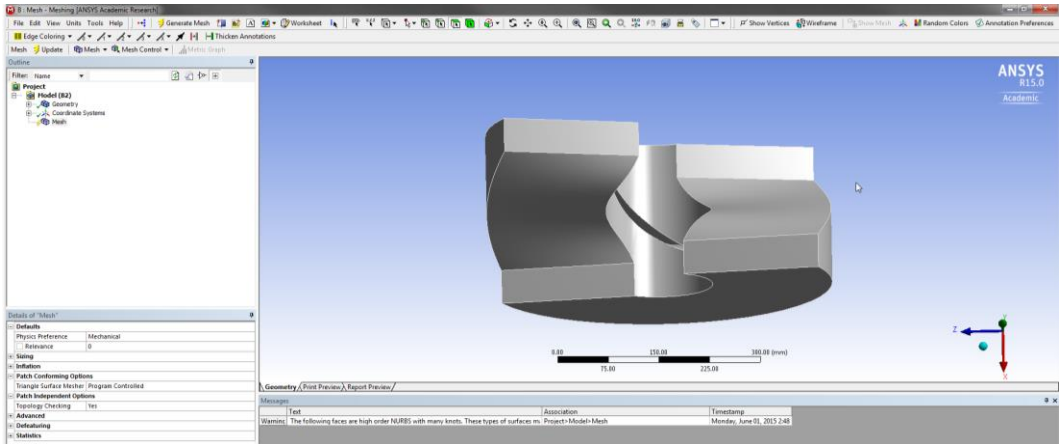 B : Mesh - Meshing [ANSYS Academic Research]
File Edit View Units Tools Help Generate Mesh Worksheet Show Vertices Wireframe Show Mesh Random Colors Annotation Preferences
Edge Coloring Thicken Annotations
Mesh Update Mesh Mesh Control Metric Graph
Outline
Filter: Name
Project
Model (B2)
Geometry
Coordinate Systems
Mesh
Details of "Mesh"
Defaults
Physics Preference Mechanical
Relevance 0
Sizing
Inflation
Patch Conforming Options
Triangle Surface Mesher Program Controlled
Patch Independent Options
Topology Checking Yes
Advanced
Defeaturing
Statistics
ANSYS
R15.0
Academic
Y
Z
X
0.00 150.00 300.00 (mm)
75.00 225.00
Geometry Print Preview Report Preview
Messages
Text Association Timestamp
Warning The following faces are high order NURBS with many knots. These types of surfaces m Project>Model>Mesh Monday, June 01, 2015 2:48